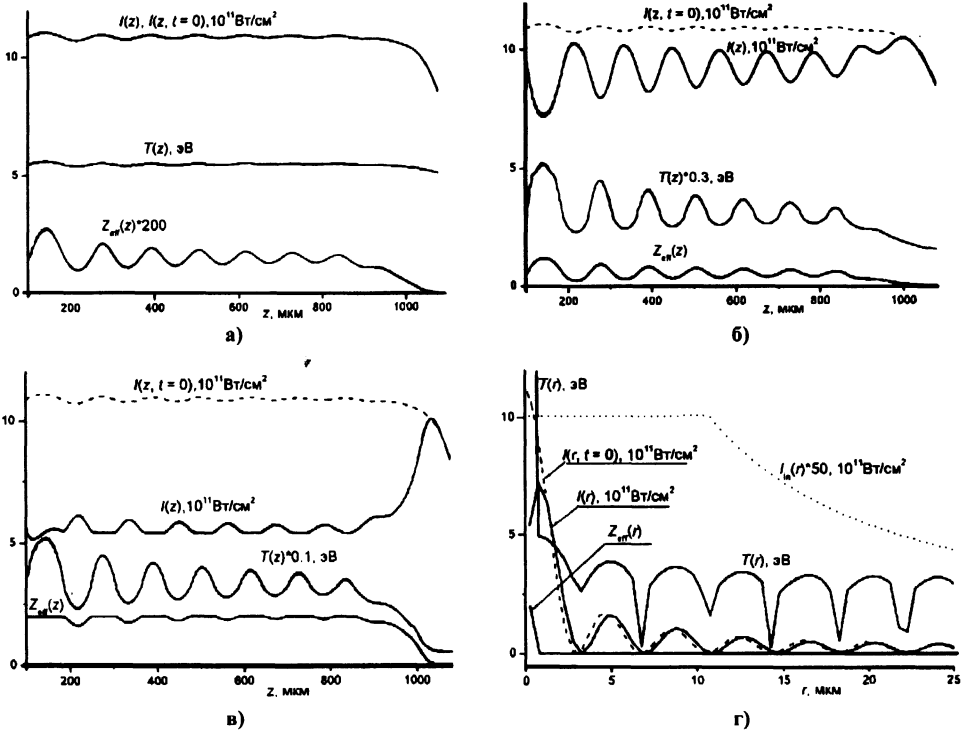 I(z), I(z, t = 0), 10¹¹Вт/см²
10
T(z), эВ
5
Z_eff(z)*200
0
200 400 600 800 1000
z, мкм
а)
I(z, t = 0), 10¹¹Вт/см²
10
I(z), 10¹¹Вт/см²
5
T(z)*0.3, эВ
Z_eff(z)
0
200 400 600 800 1000
z, мкм
б)
I(z, t = 0), 10¹¹Вт/см²
10
I(z), 10¹¹Вт/см²
5
T(z)*0.1, эВ
Z_eff(z)
0
200 400 600 800 1000
z, мкм
в)
T(r), эВ
10
I(r, t = 0), 10¹¹Вт/см²
I_in(r)*50, 10¹¹Вт/см²
I(r), 10¹¹Вт/см²
Z_eff(r)
5
T(r), эВ
0
0 5 10 15 20 25
r, мкм
г)